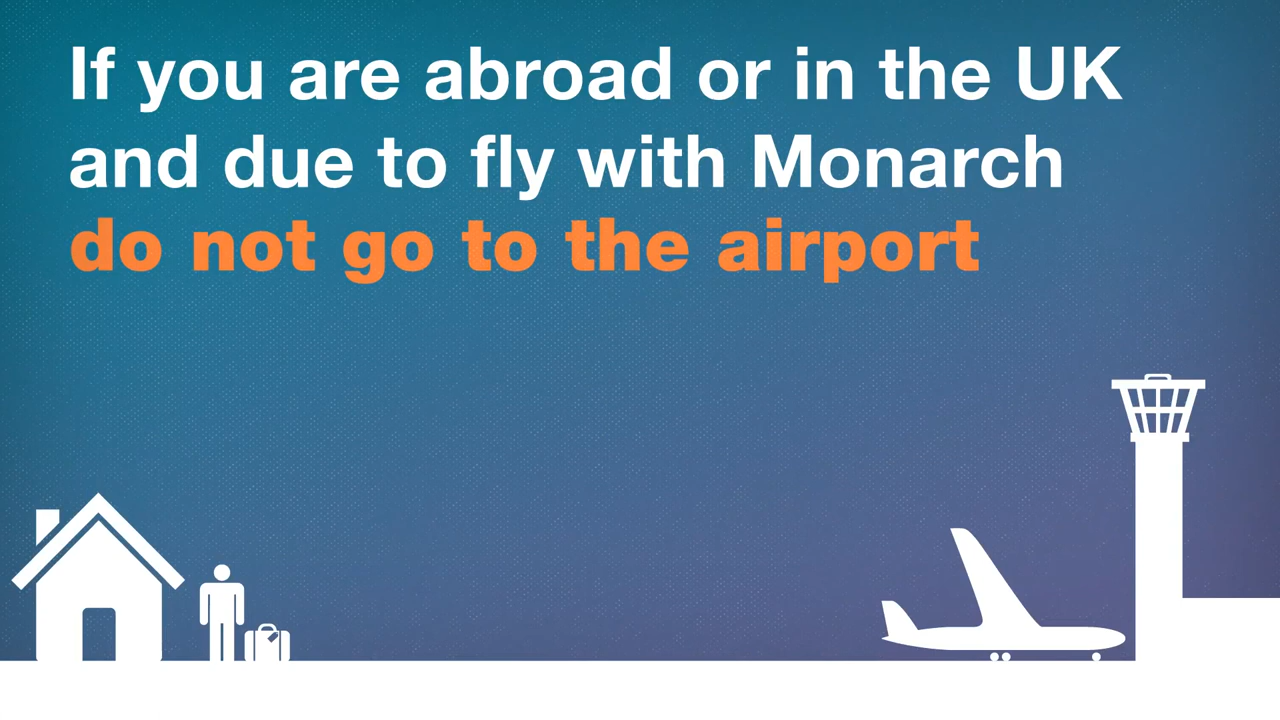 If you are abroad or in the UK
and due to fly with Monarch
do not go to the airport